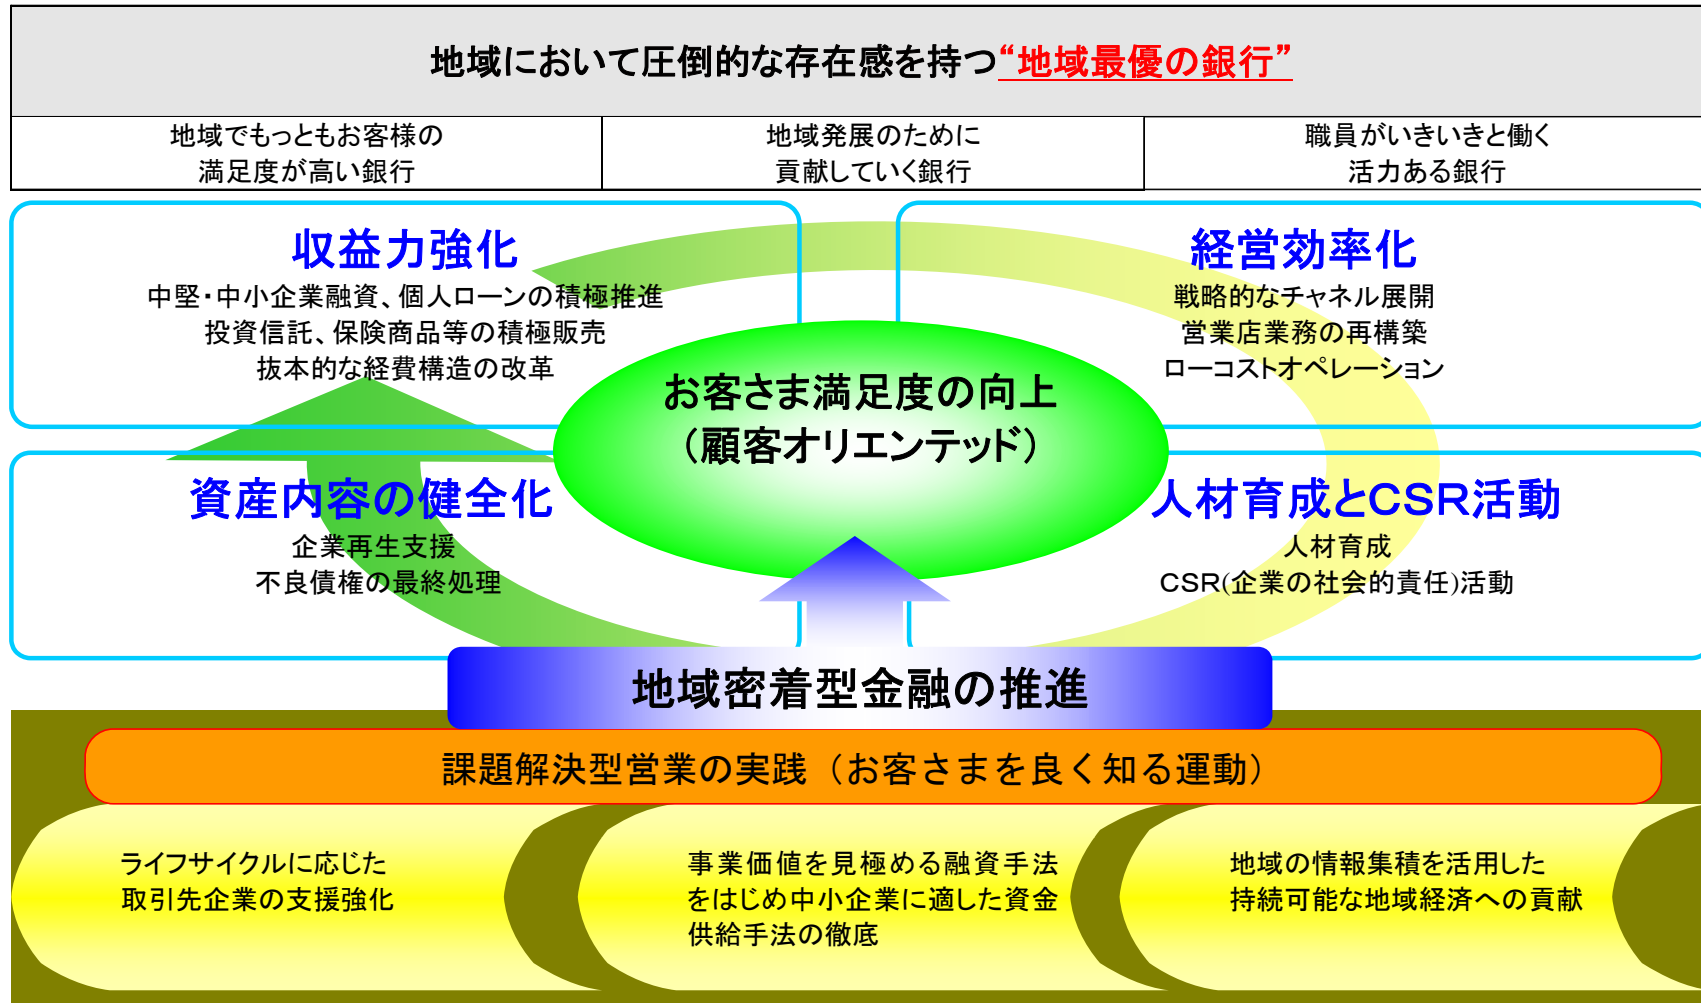 地域において圧倒的な存在感を持つ“地域最優の銀行”
地域でもっともお客様の
満足度が高い銀行
地域発展のために
貢献していく銀行
職員がいきいきと働く
活力ある銀行
収益力強化
中堅・中小企業融資、個人ローンの積極推進
投資信託、保険商品等の積極販売
抜本的な経費構造の改革
経営効率化
戦略的なチャネル展開
営業店業務の再構築
ローコストオペレーション
お客さま満足度の向上
（顧客オリエンテッド）
資産内容の健全化
企業再生支援
不良債権の最終処理
人材育成とＣＳＲ活動
人材育成
CSR(企業の社会的責任)活動
地域密着型金融の推進
課題解決型営業の実践（お客さまを良く知る運動）
ライフサイクルに応じた
取引先企業の支援強化
事業価値を見極める融資手法
をはじめ中小企業に適した資金
供給手法の徹底
地域の情報集積を活用した
持続可能な地域経済への貢献